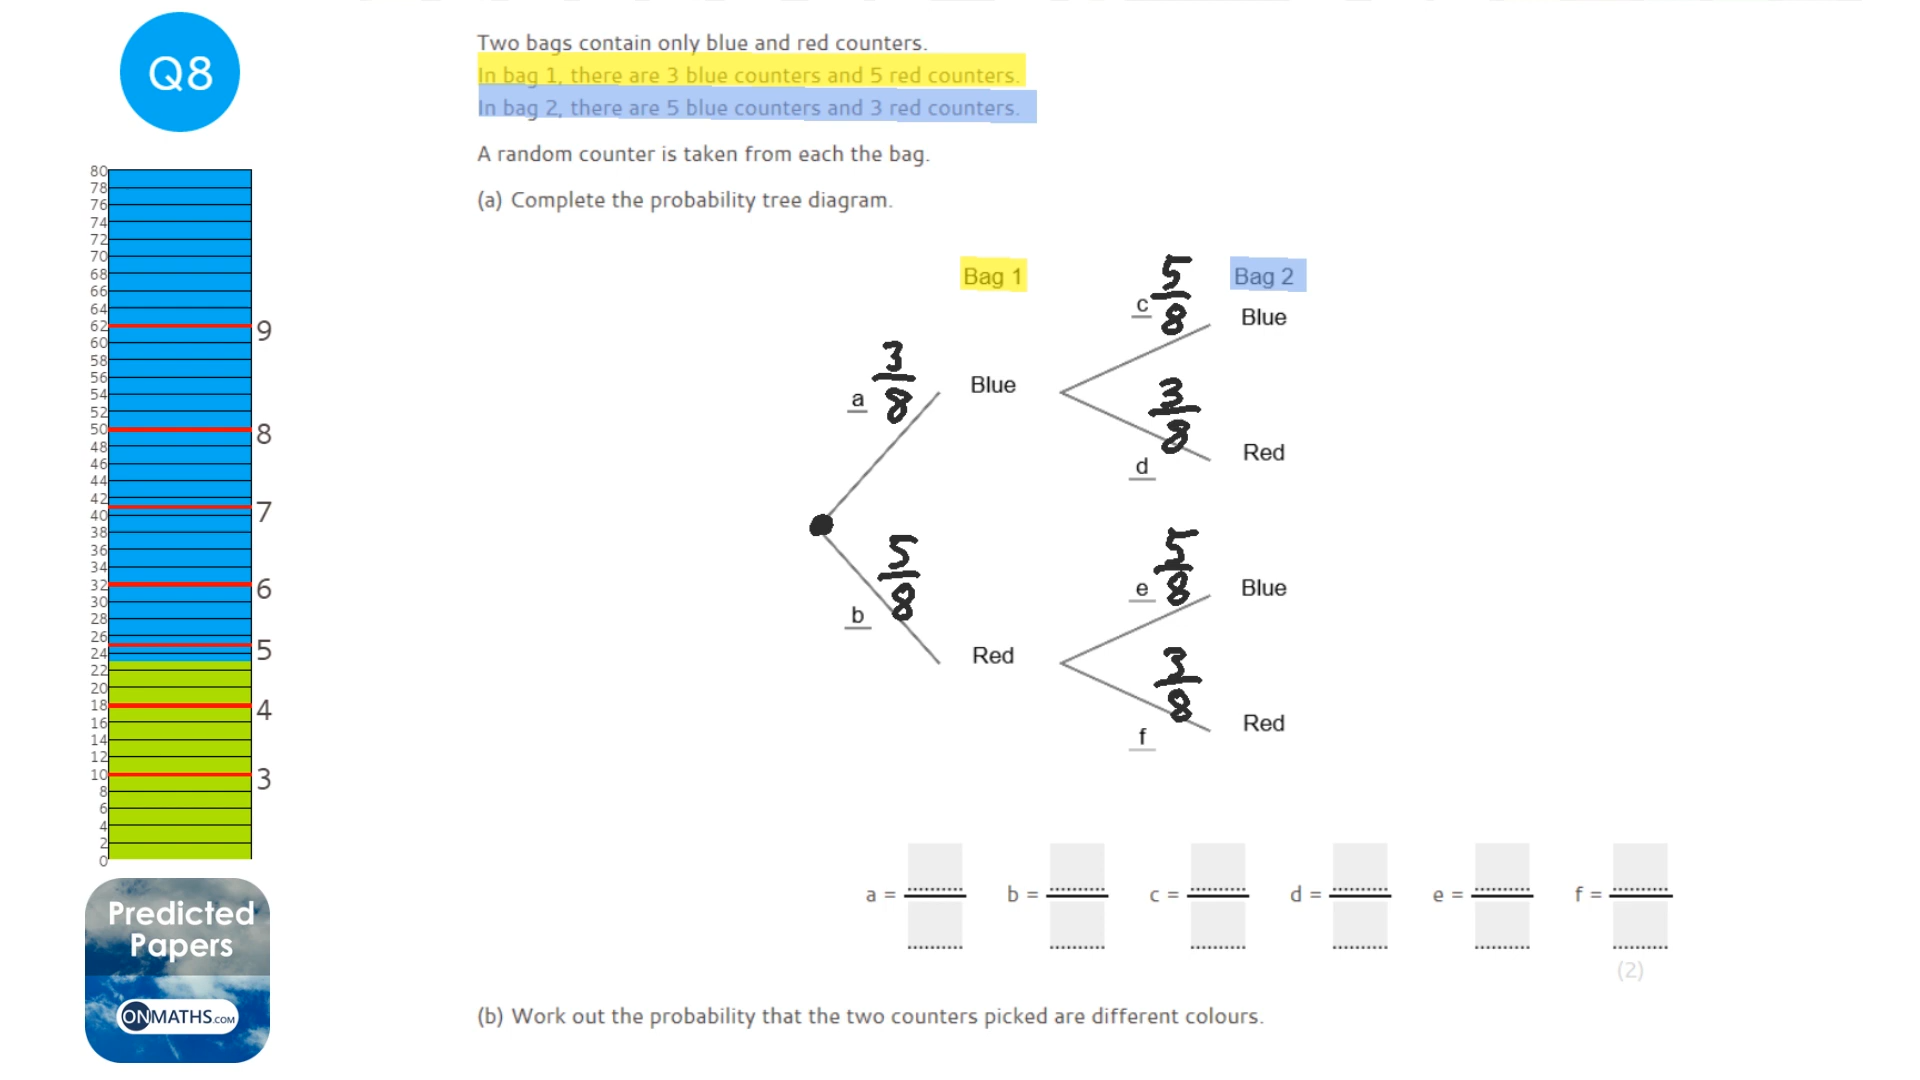 Q8
Two bags contain only blue and red counters.
In bag 1, there are 3 blue counters and 5 red counters.
In bag 2, there are 5 blue counters and 3 red counters.
A random counter is taken from each the bag.
(a) Complete the probability tree diagram.
80
78
76
74
72
70
68
66
64
62
60
58
56
54
52
50
48
46
44
42
40
38
36
34
32
30
28
26
24
22
20
18
16
14
12
10
8
6
4
2
0
9
8
7
6
5
4
3
Bag 1
Bag 2
a 3/8
Blue
b 5/8
Red
c 5/8
Blue
d 3/8
Red
e 5/8
Blue
f 3/8
Red
a = b = c = d = e = f =
(2)
(b) Work out the probability that the two counters picked are different colours.
Predicted
Papers
ONMATHS.COM